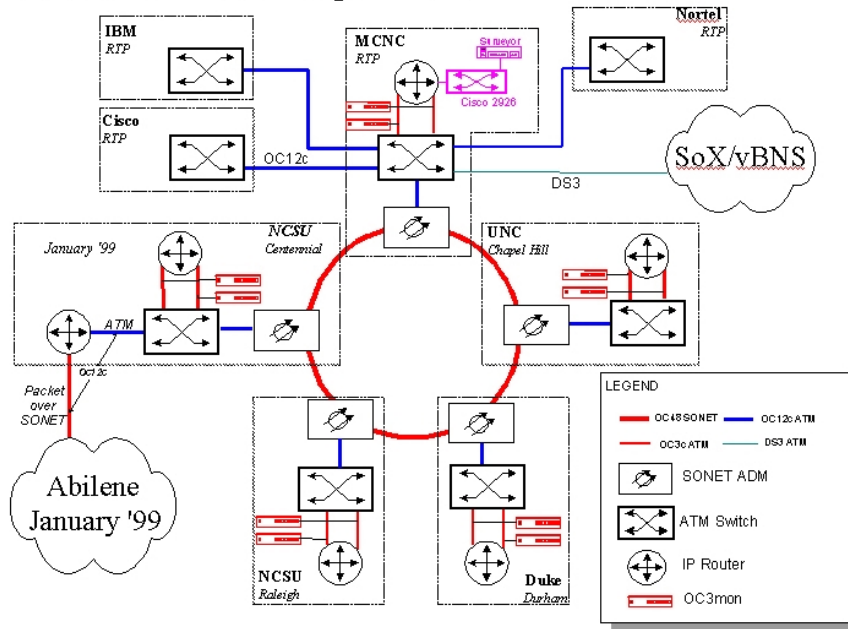 IBM
RTP
MCNC
RTP
Surveyor
Cisco 2926
Nortel
RTP
Cisco
RTP
OC12c
DS3
SoX/vBNS
January '99
NCSU
Centennial
UNC
Chapel Hill
ATM
OC12c
Packet
over
SONET
Abilene
January '99
NCSU
Raleigh
Duke
Durham
LEGEND
OC48 SONET
OC12c ATM
OC3c ATM
DS3 ATM
SONET ADM
ATM Switch
IP Router
OC3mon